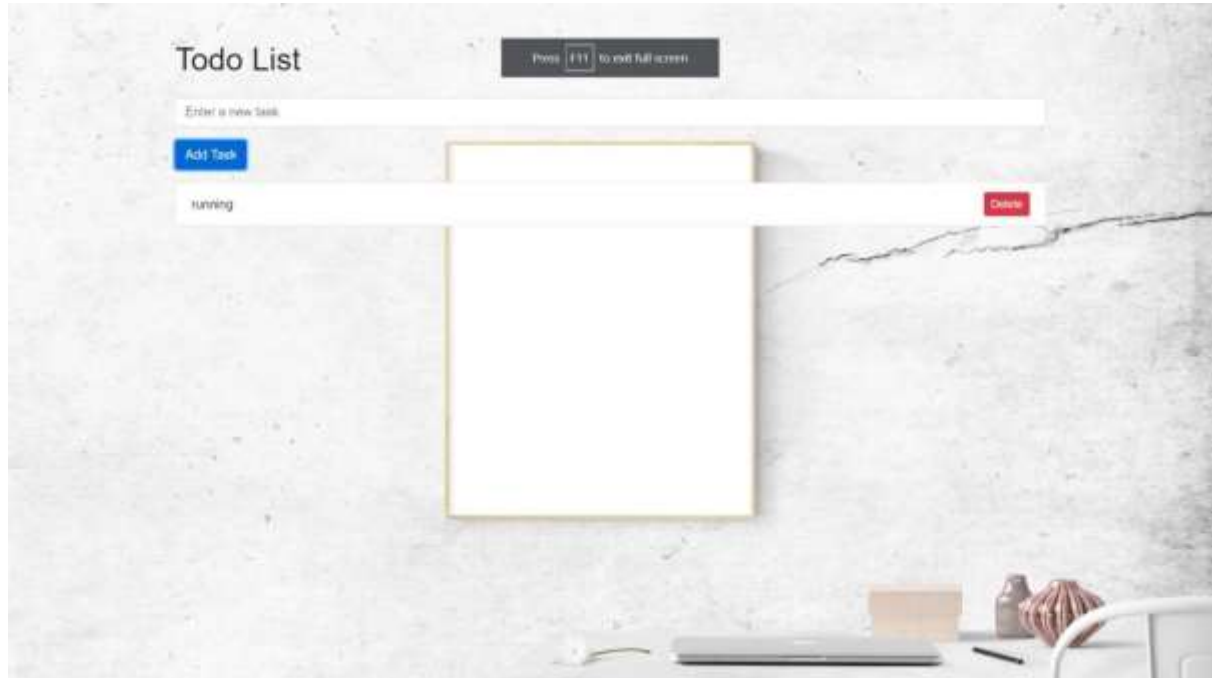 Todo List
Press F11 to exit full screen
Enter a new task
Add Task
running
Delete